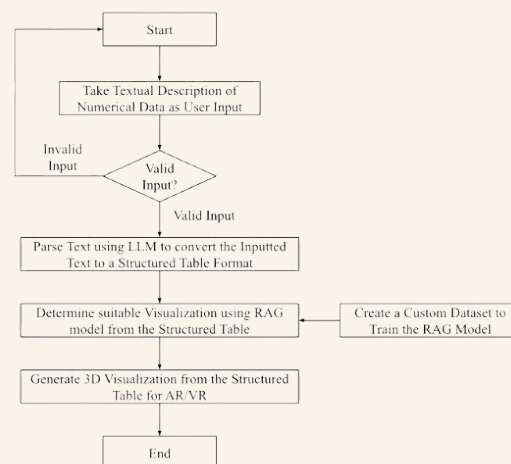 Start
Take Textual Description of
Numerical Data as User Input
Invalid
Input
Valid
Input?
Valid Input
Parse Text using LLM to convert the Inputted
Text to a Structured Table Format
Determine suitable Visualization using RAG
model from the Structured Table
Create a Custom Dataset to
Train the RAG Model
Generate 3D Visualization from the Structured
Table for AR/VR
End